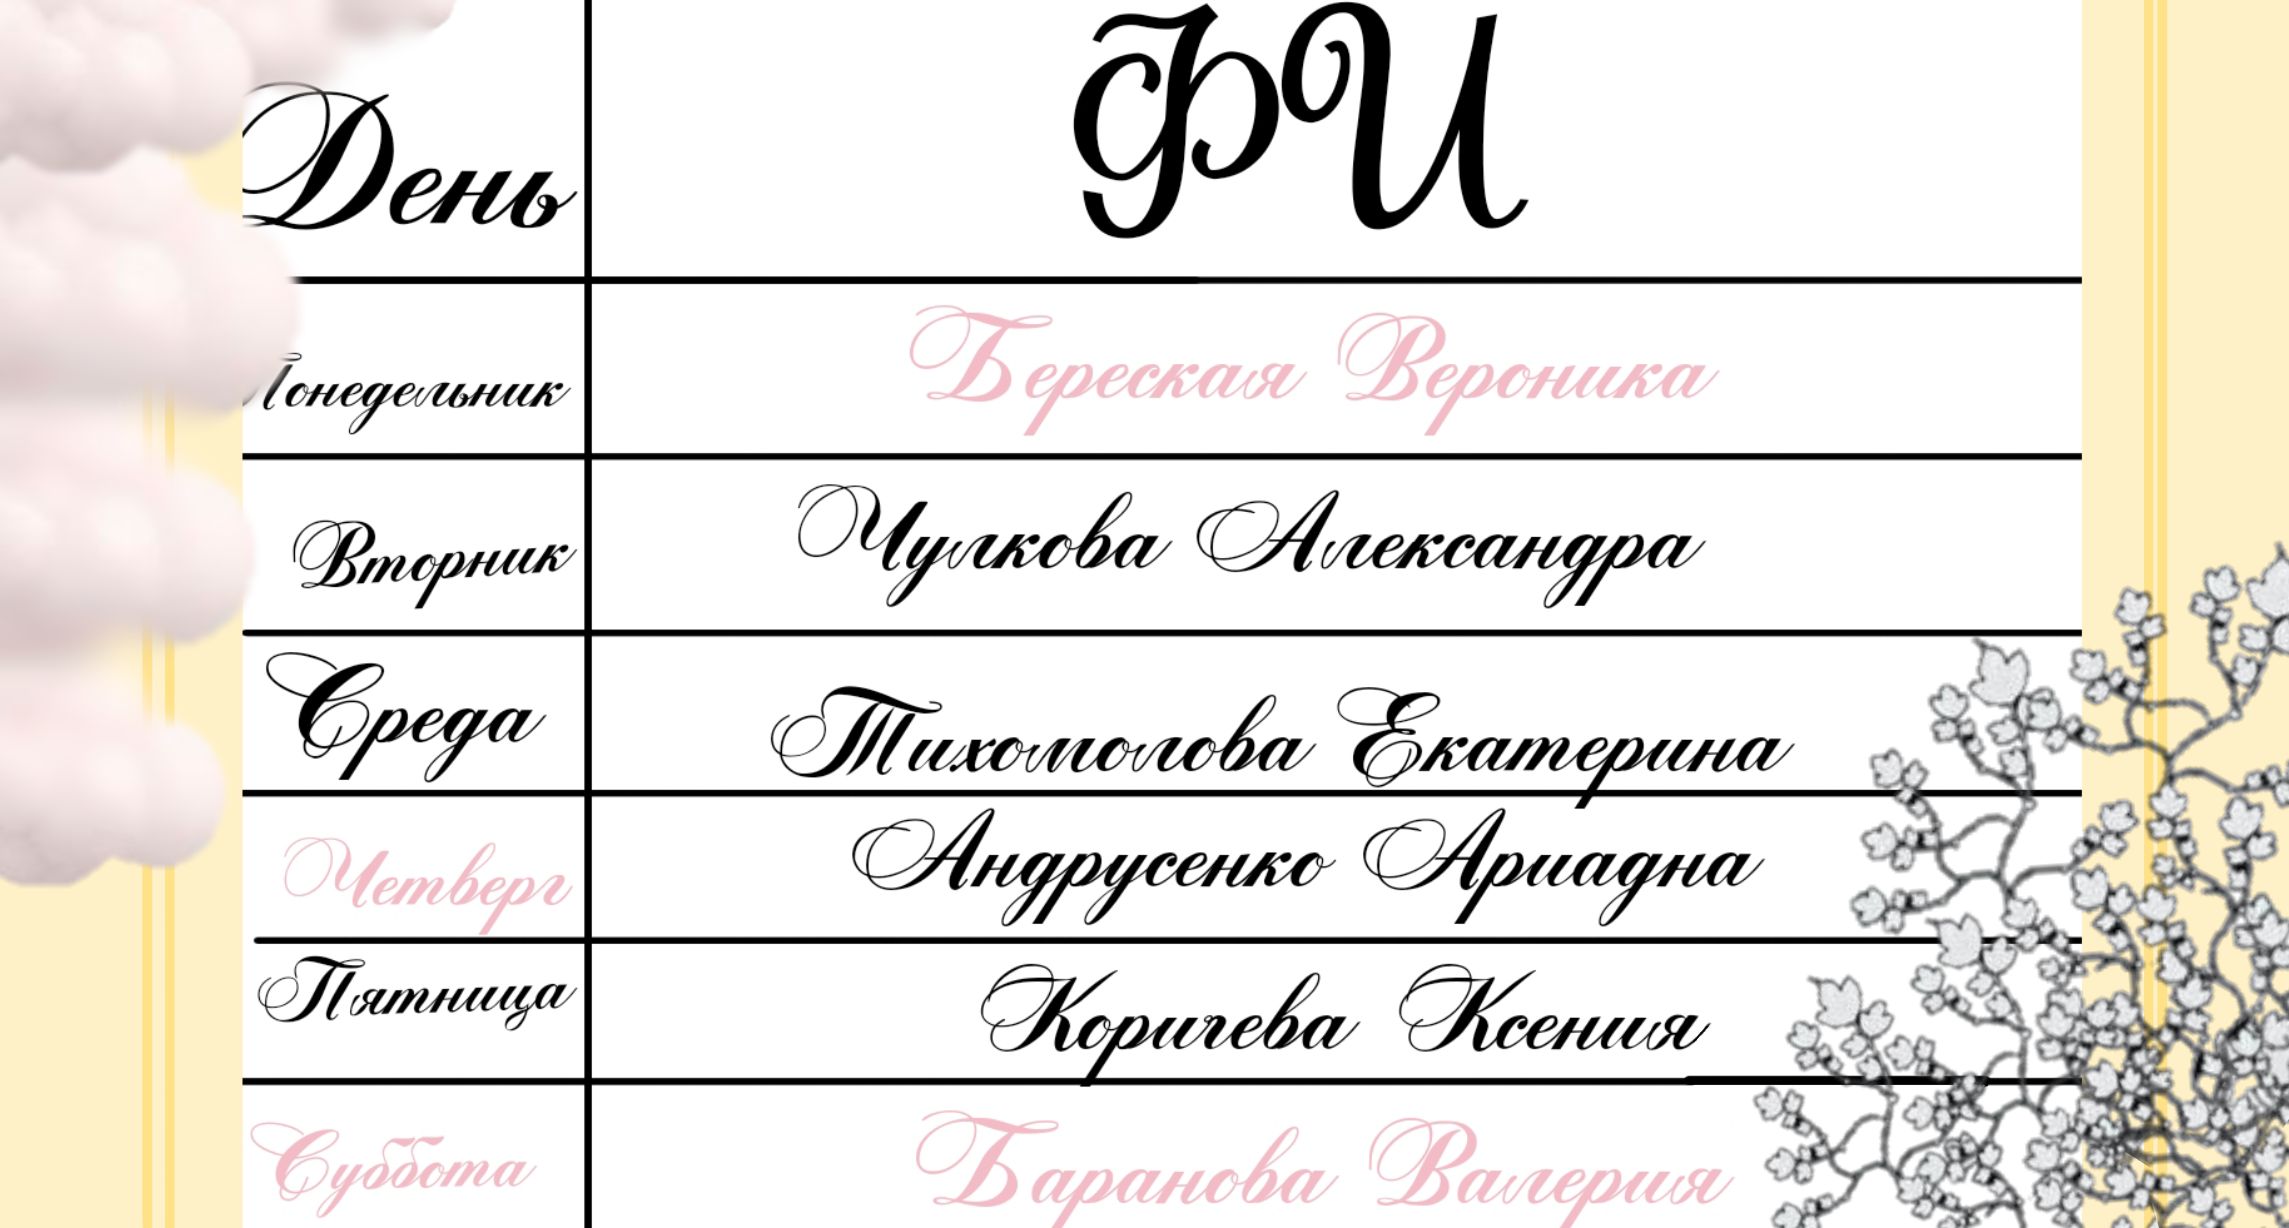 День ФИ
Понедельник Береская Вероника
Вторник Чулкова Александра
Среда Тихомолова Екатерина
Четверг Андрусенко Ариадна
Пятница Коричева Ксения
Суббота Баранова Валерия